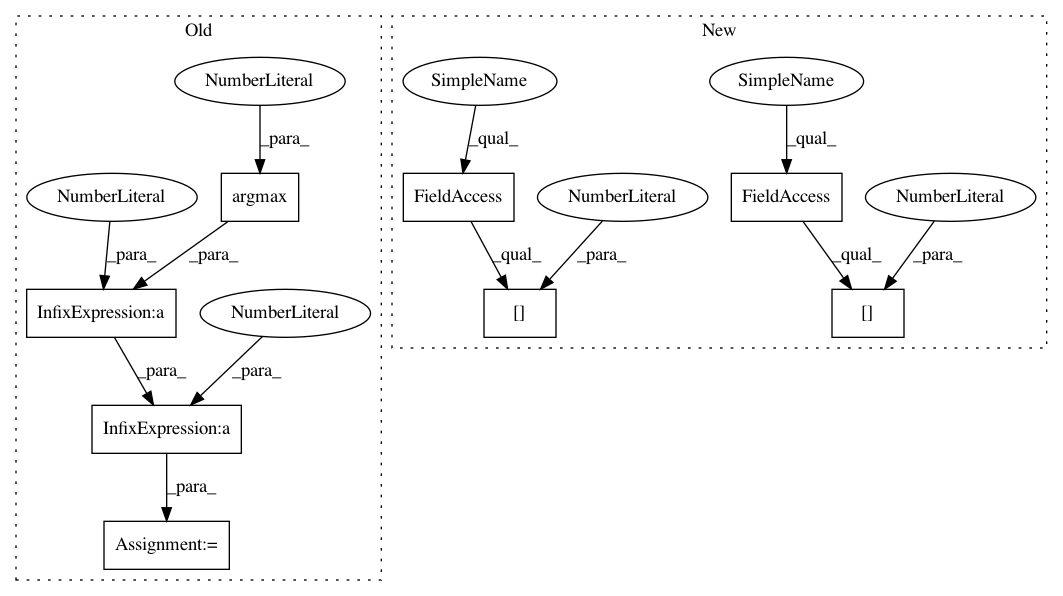 Old
New
NumberLiteral
SimpleName
SimpleName
_para_
_qual_
_qual_
NumberLiteral
argmax
FieldAccess
NumberLiteral
FieldAccess
NumberLiteral
_para_
_para_
_qual_
_para_
_qual_
_para_
InfixExpression:a
NumberLiteral
[]
[]
_para_
_para_
InfixExpression:a
_para_
Assignment:=